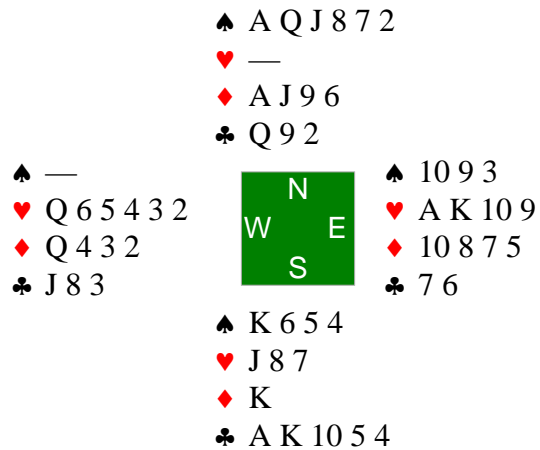 ♠ A Q J 8 7 2
♥ —
♦ A J 9 6
♣ Q 9 2
♠ —
♥ Q 6 5 4 3 2
♦ Q 4 3 2
♣ J 8 3
N
W E
S
♠ 10 9 3
♥ A K 10 9
♦ 10 8 7 5
♣ 7 6
♠ K 6 5 4
♥ J 8 7
♦ K
♣ A K 10 5 4